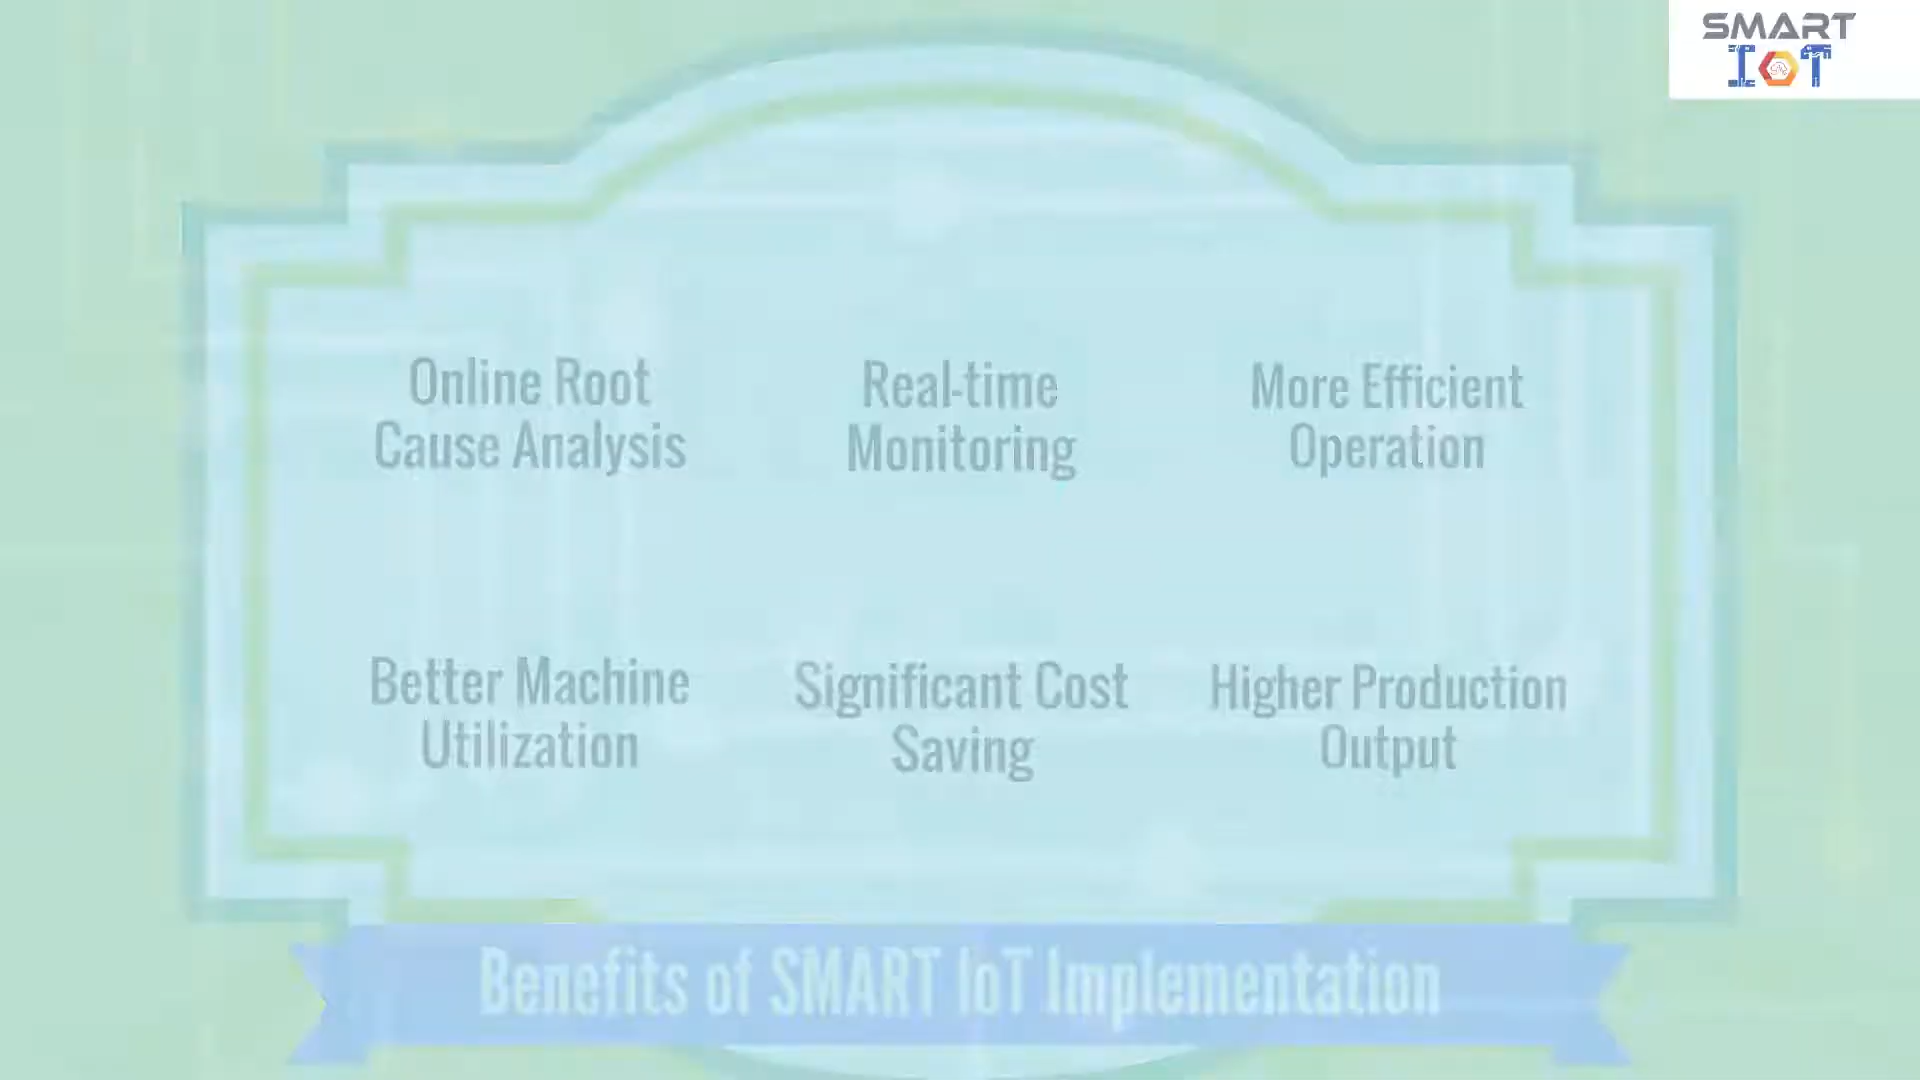 SMART
IoT
Online Root
Cause Analysis
Real-time
Monitoring
More Efficient
Operation
Better Machine
Utilization
Significant Cost
Saving
Higher Production
Output
Benefits of SMART IoT Implementation